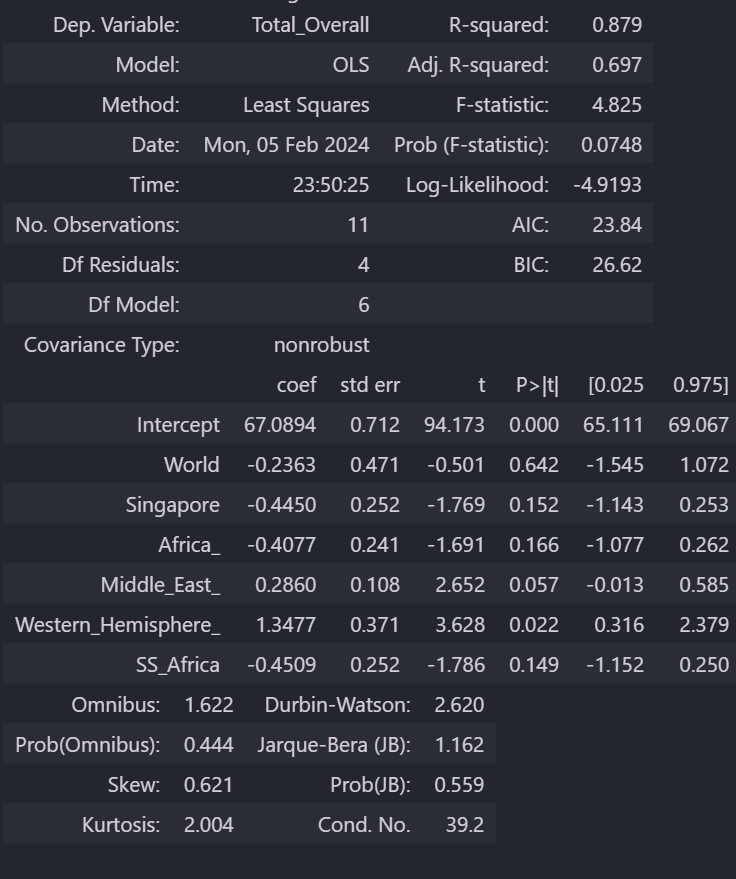 Dep. Variable: Total_Overall R-squared: 0.879
Model: OLS Adj. R-squared: 0.697
Method: Least Squares F-statistic: 4.825
Date: Mon, 05 Feb 2024 Prob (F-statistic): 0.0748
Time: 23:50:25 Log-Likelihood: -4.9193
No. Observations: 11 AIC: 23.84
Df Residuals: 4 BIC: 26.62
Df Model: 6
Covariance Type: nonrobust
coef std err t P>|t| [0.025 0.975]
Intercept 67.0894 0.712 94.173 0.000 65.111 69.067
World -0.2363 0.471 -0.501 0.642 -1.545 1.072
Singapore -0.4450 0.252 -1.769 0.152 -1.143 0.253
Africa_ -0.4077 0.241 -1.691 0.166 -1.077 0.262
Middle_East_ 0.2860 0.108 2.652 0.057 -0.013 0.585
Western_Hemisphere_ 1.3477 0.371 3.628 0.022 0.316 2.379
SS_Africa -0.4509 0.252 -1.786 0.149 -1.152 0.250
Omnibus: 1.622 Durbin-Watson: 2.620
Prob(Omnibus): 0.444 Jarque-Bera (JB): 1.162
Skew: 0.621 Prob(JB): 0.559
Kurtosis: 2.004 Cond. No. 39.2